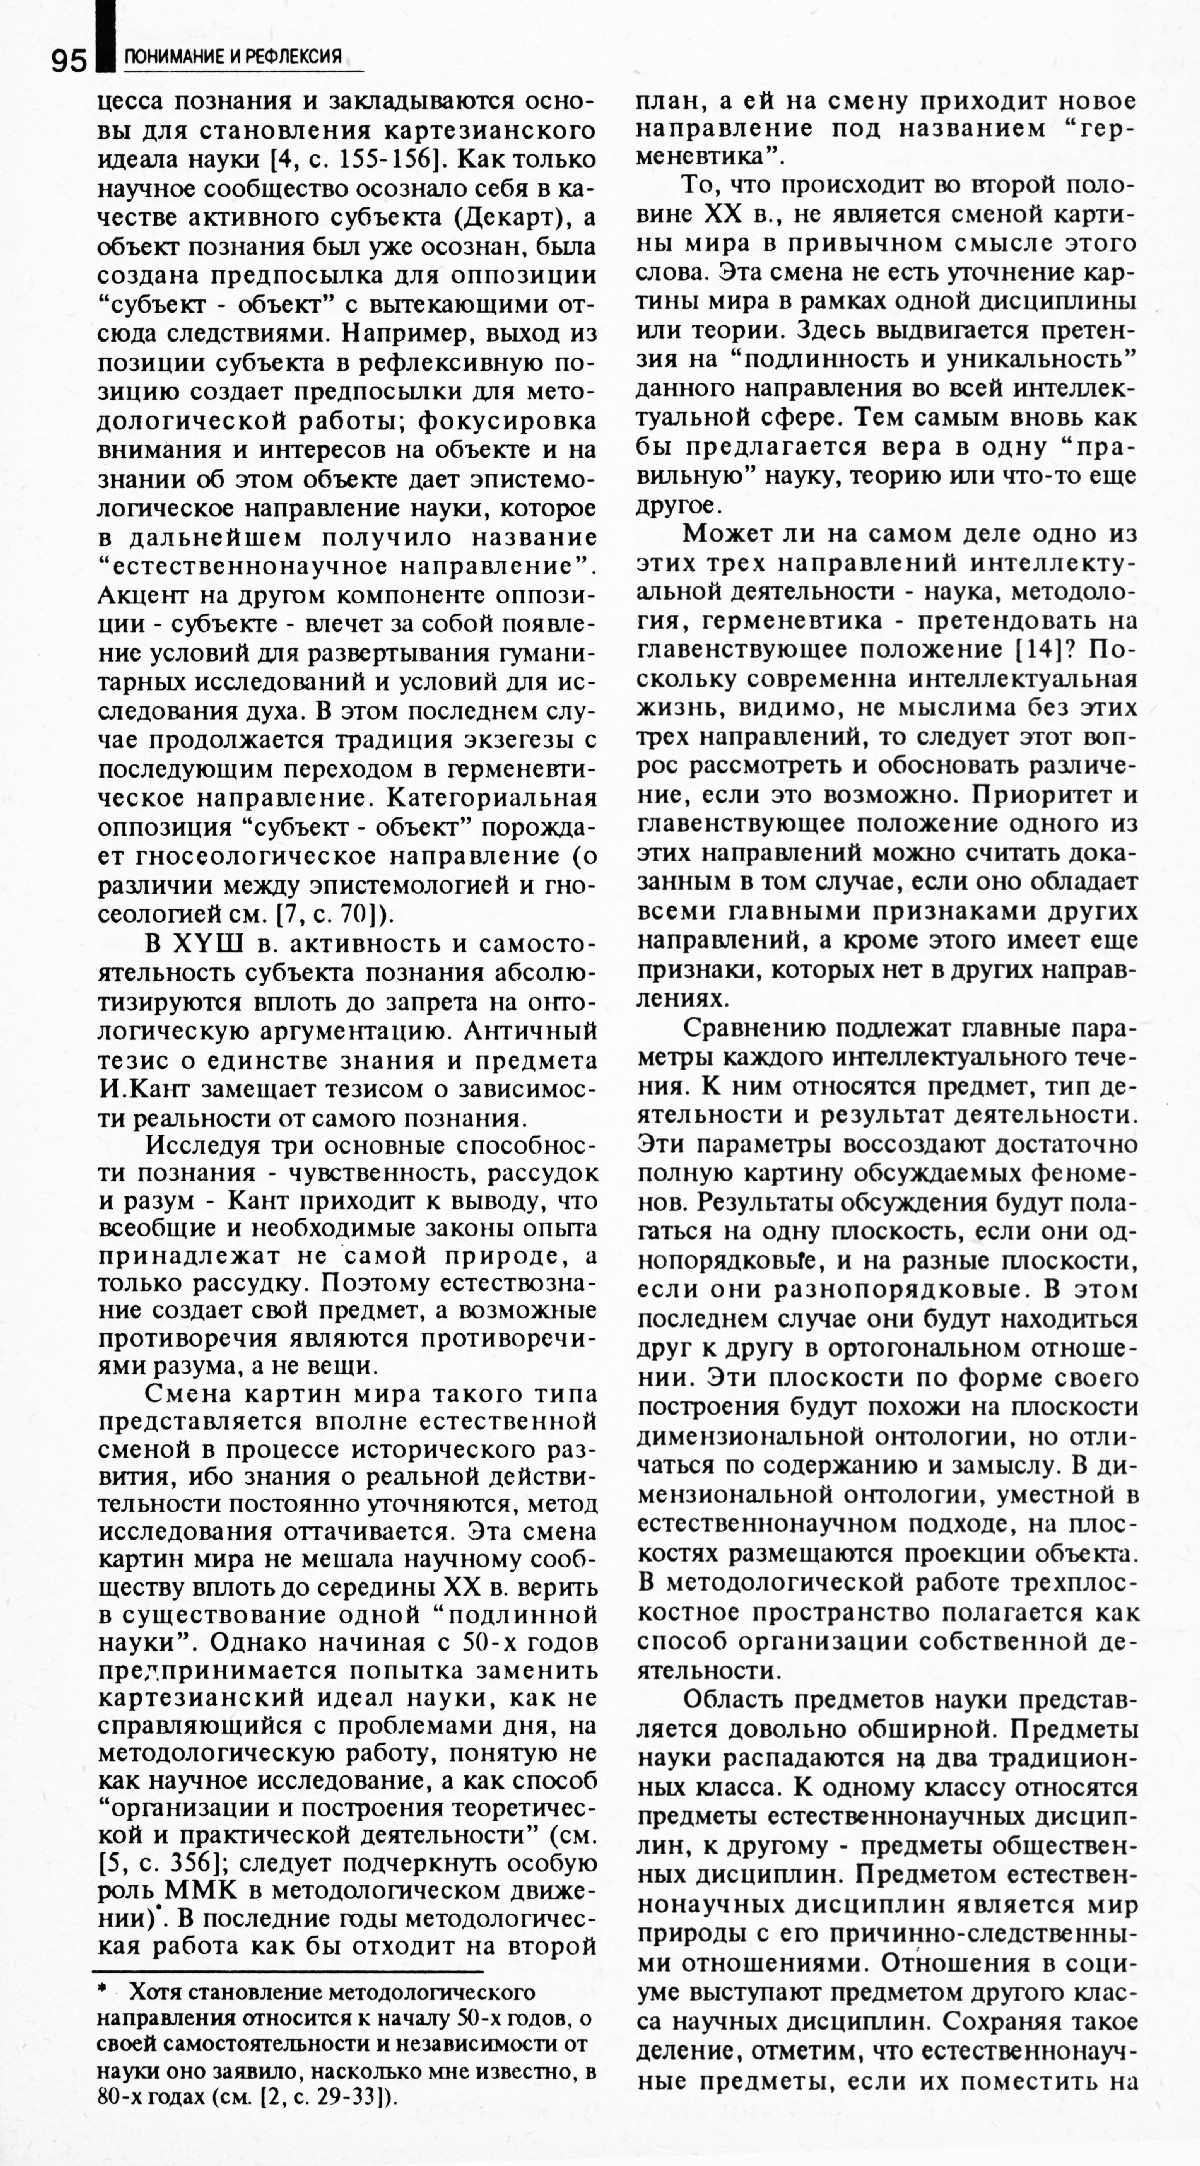 95
ПОНИМАНИЕ И РЕФЛЕКСИЯ
цесса познания и закладываются осно-
вы для становления картезианского
идеала науки [4, с. 155-156]. Как только
научное сообщество осознало себя в ка-
честве активного субъекта (Декарт), а
объект познания был уже осознан, была
создана предпосылка для оппозиции
“субъект - объект” с вытекающими от-
сюда следствиями. Например, выход из
позиции субъекта в рефлексивную по-
зицию создает предпосылки для мето-
дологической работы; фокусировка
внимания и интересов на объекте и на
знании об этом объекте дает эпистемо-
логическое направление науки, которое
в дальнейшем получило название
“естественнонаучное направление”.
Акцент на другом компоненте оппози-
ции - субъекте - влечет за собой появле-
ние условий для развертывания гумани-
тарных исследований и условий для ис-
следования духа. В этом последнем слу-
чае продолжается традиция экзегезы с
последующим переходом в герменевти-
ческое направление. Категориальная
оппозиция “субъект - объект” порожда-
ет гносеологическое направление (о
различии между эпистемологией и гно-
сеологией см. [7, с. 70]).
В ХYШ в. активность и самосто-
ятельность субъекта познания абсолю-
тизируются вплоть до запрета на онто-
логическую аргументацию. Античный
тезис о единстве знания и предмета
И.Кант замещает тезисом о зависимос-
ти реальности от самого познания.
Исследуя три основные способнос-
ти познания - чувственность, рассудок
и разум - Кант приходит к выводу, что
всеобщие и необходимые законы опыта
принадлежат не самой природе, а
только рассудку. Поэтому естествозна-
ние создает свой предмет, а возможные
противоречия являются противоречи-
ями разума, а не вещи.
Смена картин мира такого типа
представляется вполне естественной
сменой в процессе исторического раз-
вития, ибо знания о реальной действи-
тельности постоянно уточняются, метод
исследования оттачивается. Эта смена
картин мира не мешала научному сооб-
ществу вплоть до середины ХХ в. верить
в существование одной “подлинной
науки”. Однако начиная с 50-х годов
предпринимается попытка заменить
картезианский идеал науки, как не
справляющийся с проблемами дня, на
методологическую работу, понятую не
как научное исследование, а как способ
“организации и построения теоретичес-
кой и практической деятельности” (см.
[5, с. 356]; следует подчеркнуть особую
роль ММК в методологическом движе-
нии)*. В последние годы методологичес-
кая работа как бы отходит на второй
* Хотя становление методологического
направления относится к началу 50-х годов, о
своей самостоятельности и независимости от
науки оно заявило, насколько мне известно, в
80-х годах (см. [2, с. 29-33]).
план, а ей на смену приходит новое
направление под названием “гер-
меневтика”.
То, что происходит во второй поло-
вине ХХ в., не является сменой карти-
ны мира в привычном смысле этого
слова. Эта смена не есть уточнение кар-
тины мира в рамках одной дисциплины
или теории. Здесь выдвигается претен-
зия на “подлинность и уникальность”
данного направления во всей интеллек-
туальной сфере. Тем самым вновь как
бы предлагается вера в одну “пра-
вильную” науку, теорию или что-то еще
другое.
Может ли на самом деле одно из
этих трех направлений интеллекту-
альной деятельности - наука, методоло-
гия, герменевтика - претендовать на
главенствующее положение [14]? По-
скольку современна интеллектуальная
жизнь, видимо, не мыслима без этих
трех направлений, то следует этот воп-
рос рассмотреть и обосновать различе-
ние, если это возможно. Приоритет и
главенствующее положение одного из
этих направлений можно считать дока-
занным в том случае, если оно обладает
всеми главными признаками других
направлений, а кроме этого имеет еще
признаки, которых нет в других направ-
лениях.
Сравнению подлежат главные пара-
метры каждого интеллектуального тече-
ния. К ним относятся предмет, тип де-
ятельности и результат деятельности.
Эти параметры воссоздают достаточно
полную картину обсуждаемых феноме-
нов. Результаты обсуждения будут пола-
гаться на одну плоскость, если они од-
нопорядковые, и на разные плоскости,
если они разнопорядковые. В этом
последнем случае они будут находиться
друг к другу в ортогональном отноше-
нии. Эти плоскости по форме своего
построения будут похожи на плоскости
димензиональной онтологии, но отли-
чаться по содержанию и замыслу. В ди-
мензиональной онтологии, уместной в
естественнонаучном подходе, на плос-
костях размещаются проекции объекта.
В методологической работе трехплос-
костное пространство полагается как
способ организации собственной де-
ятельности.
Область предметов науки представ-
ляется довольно обширной. Предметы
науки распадаются на два традицион-
ных класса. К одному классу относятся
предметы естественнонаучных дисцип-
лин, к другому - предметы обществен-
ных дисциплин. Предметом естествен-
нонаучных дисциплин является мир
природы с его причинно-следственны-
ми отношениями. Отношения в соци-
уме выступают предметом другого клас-
са научных дисциплин. Сохраняя такое
деление, отметим, что естественнонауч-
ные предметы, если их поместить на